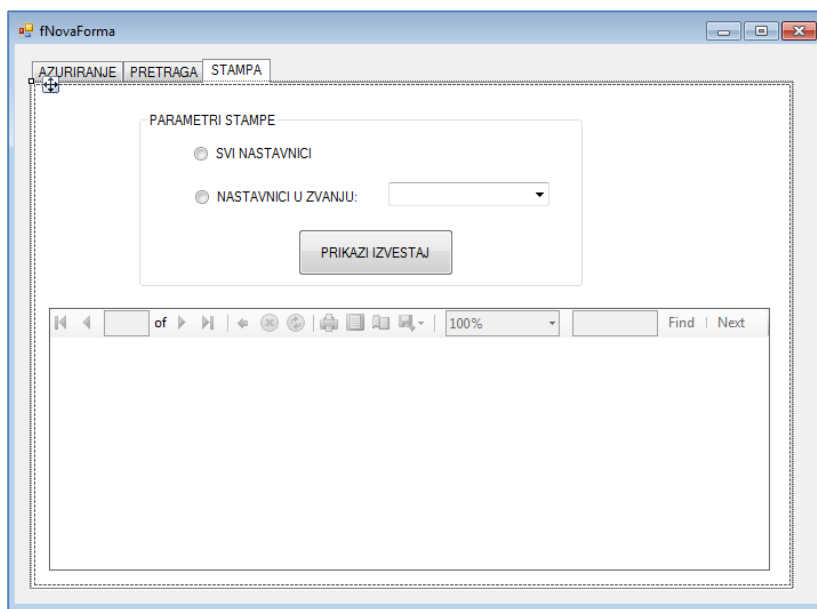 fNovaForma
AZURIRANJE PRETRAGA STAMPA
PARAMETRI STAMPE
SVI NASTAVNICI
NASTAVNICI U ZVANJU:
PRIKAZI IZVESTAJ
of 100% Find | Next